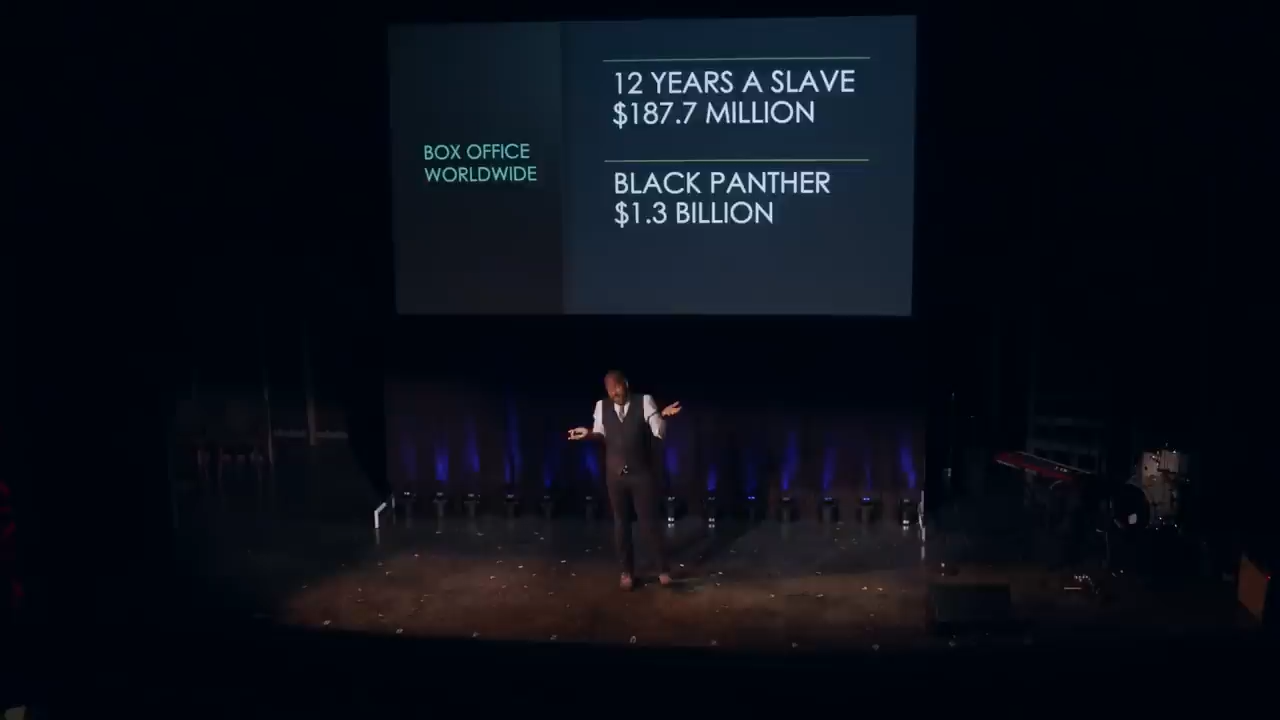 BOX OFFICE
WORLDWIDE
12 YEARS A SLAVE
$187.7 MILLION
BLACK PANTHER
$1.3 BILLION